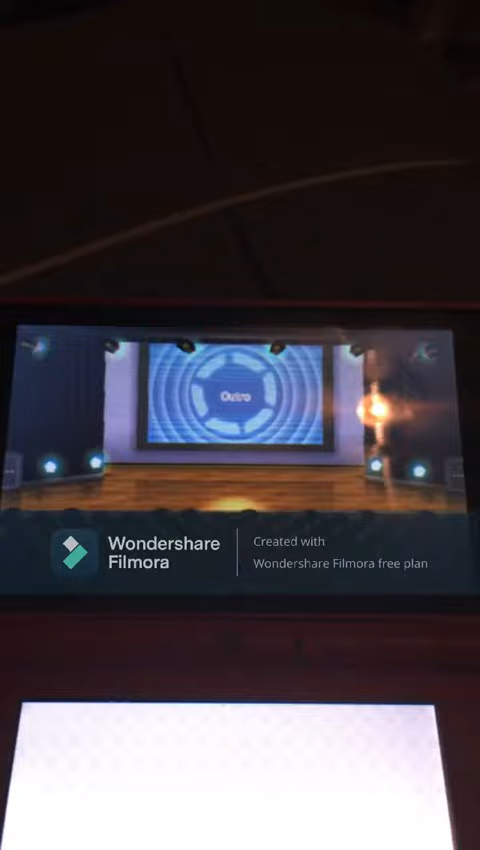 Outro
Wondershare
Filmora
Created with
Wondershare Filmora free plan